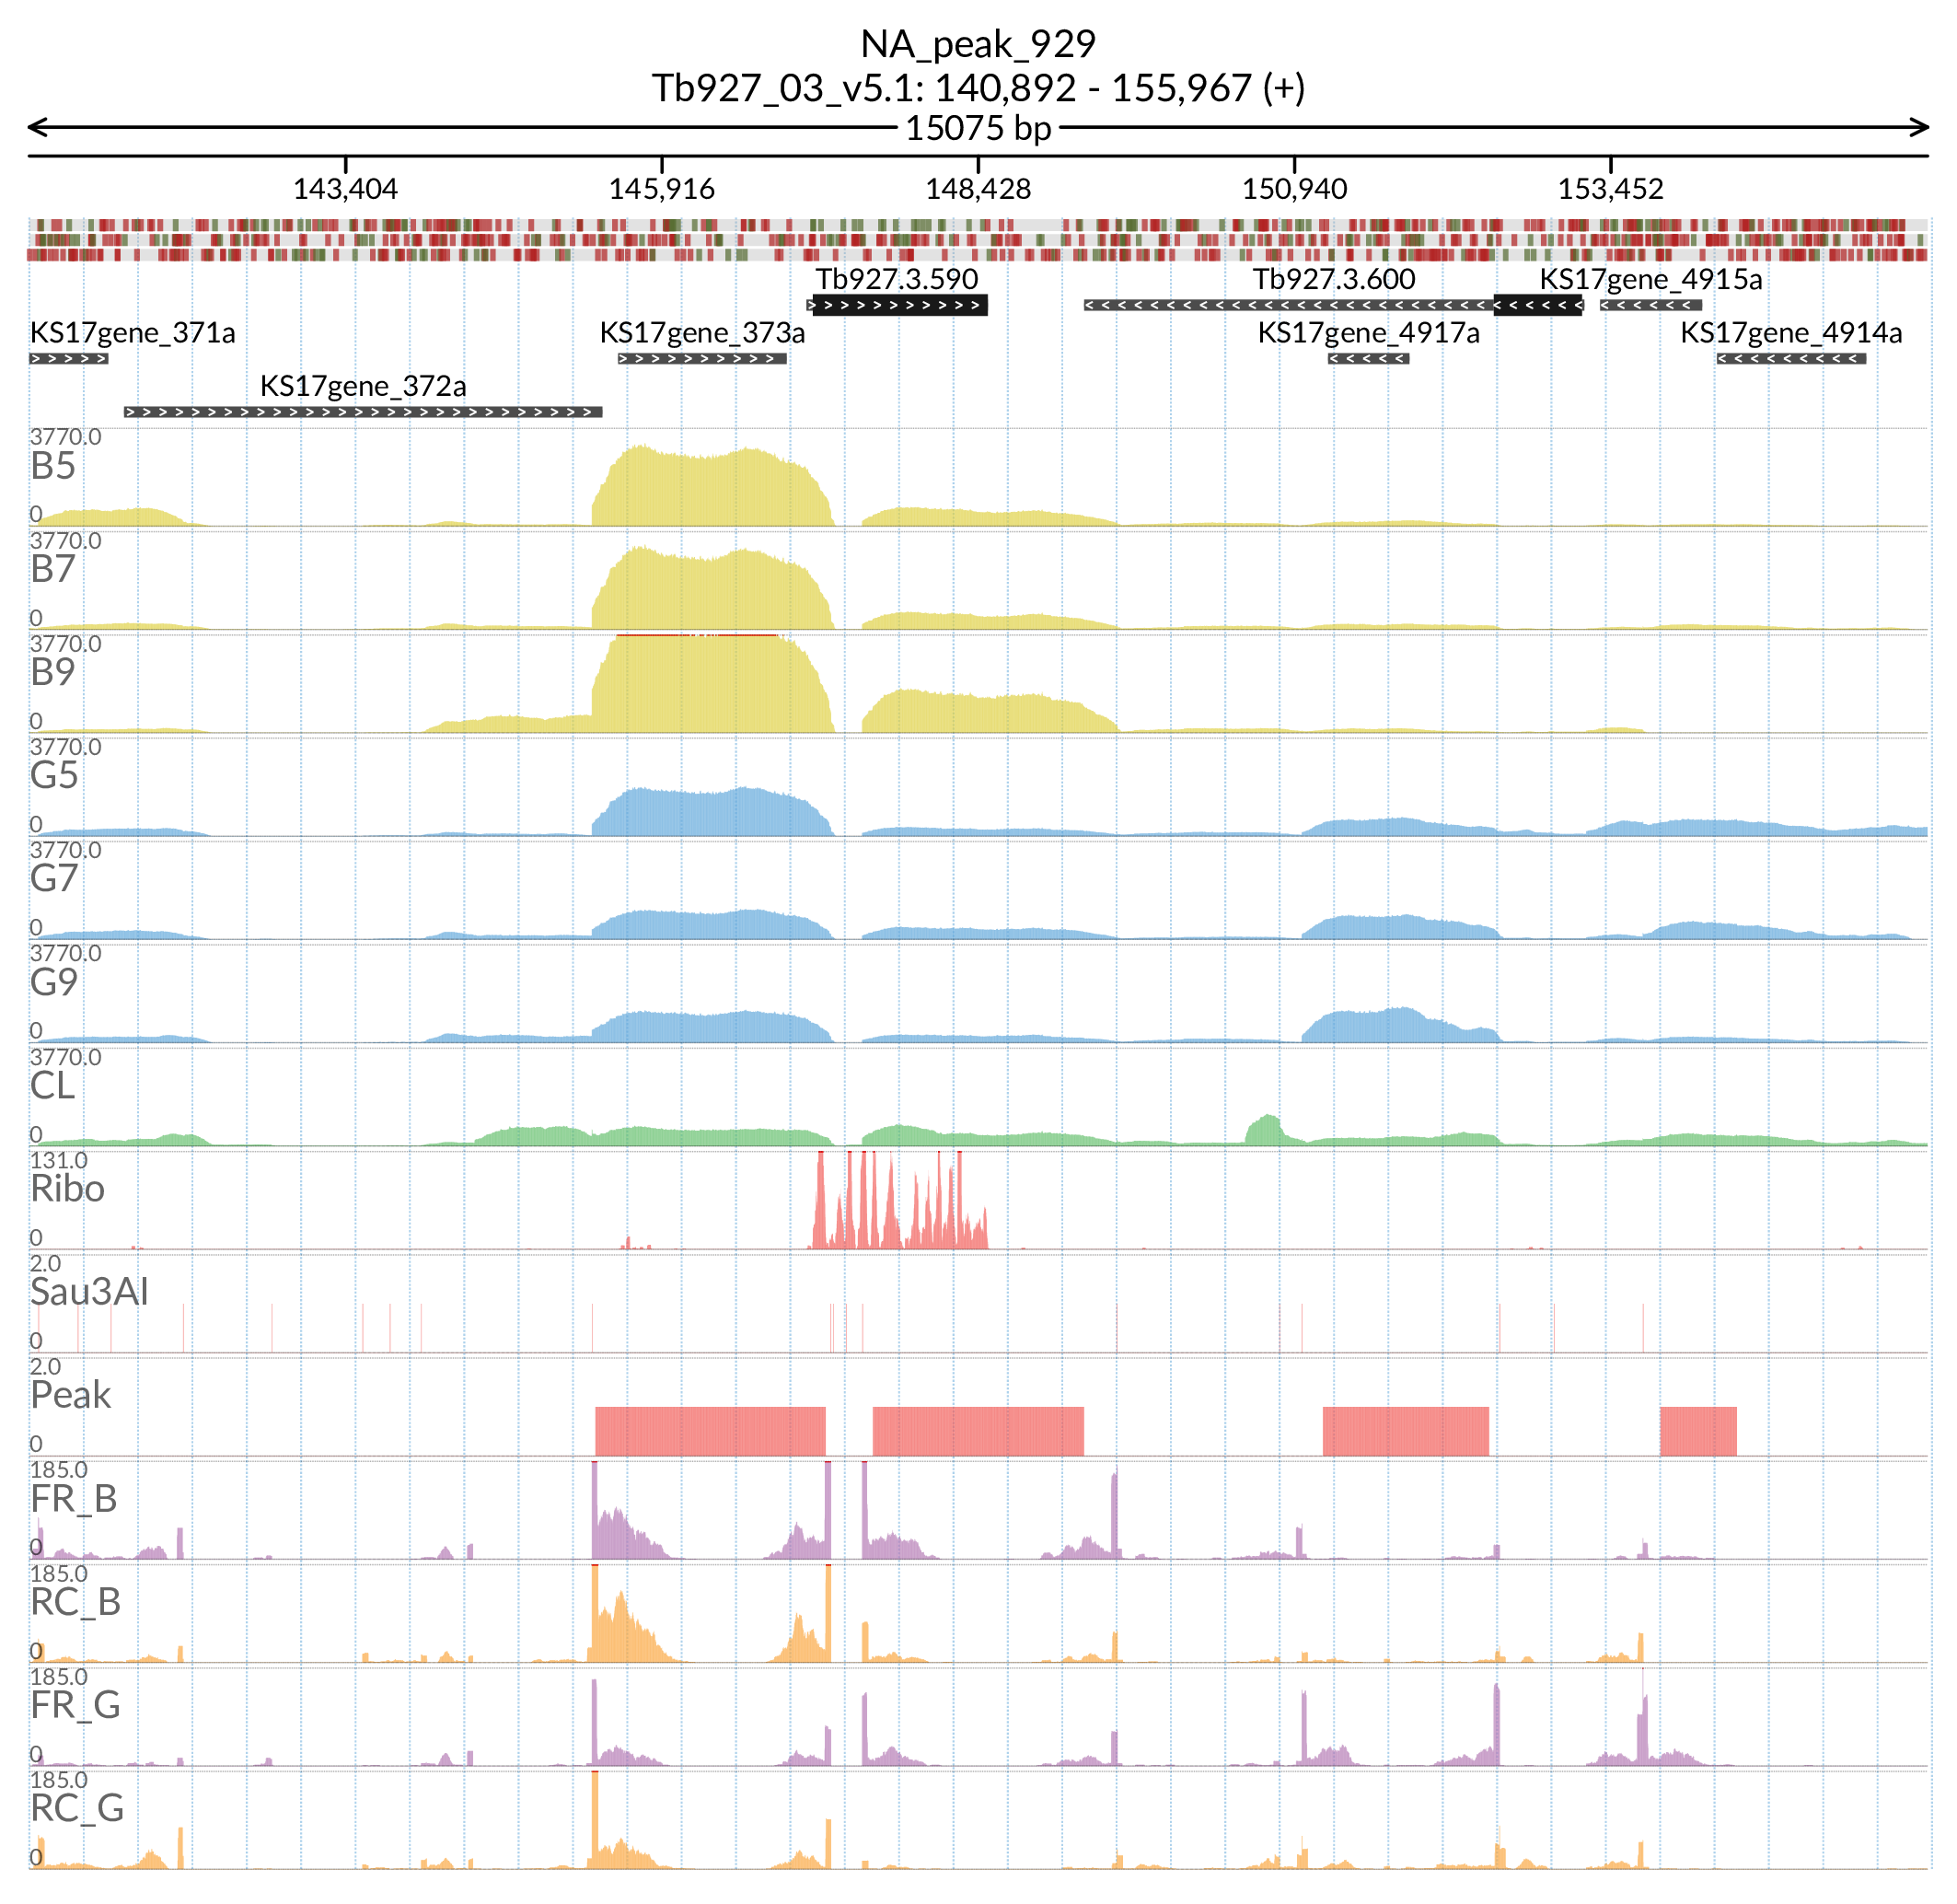 NA_peak_929
Tb927_03_v5.1: 140,892 - 155,967 (+)
15075 bp
143,404 145,916 148,428 150,940 153,452
Tb927.3.590 Tb927.3.600 KS17gene_4915a
KS17gene_371a KS17gene_373a KS17gene_4917a KS17gene_4914a
KS17gene_372a
3770.0
B5
0
3770.0
B7
0
3770.0
B9
0
3770.0
G5
0
3770.0
G7
0
3770.0
G9
0
3770.0
CL
0
131.0
Ribo
0
2.0
Sau3AI
0
2.0
Peak
0
185.0
FR_B
0
185.0
RC_B
0
185.0
FR_G
0
185.0
RC_G
0